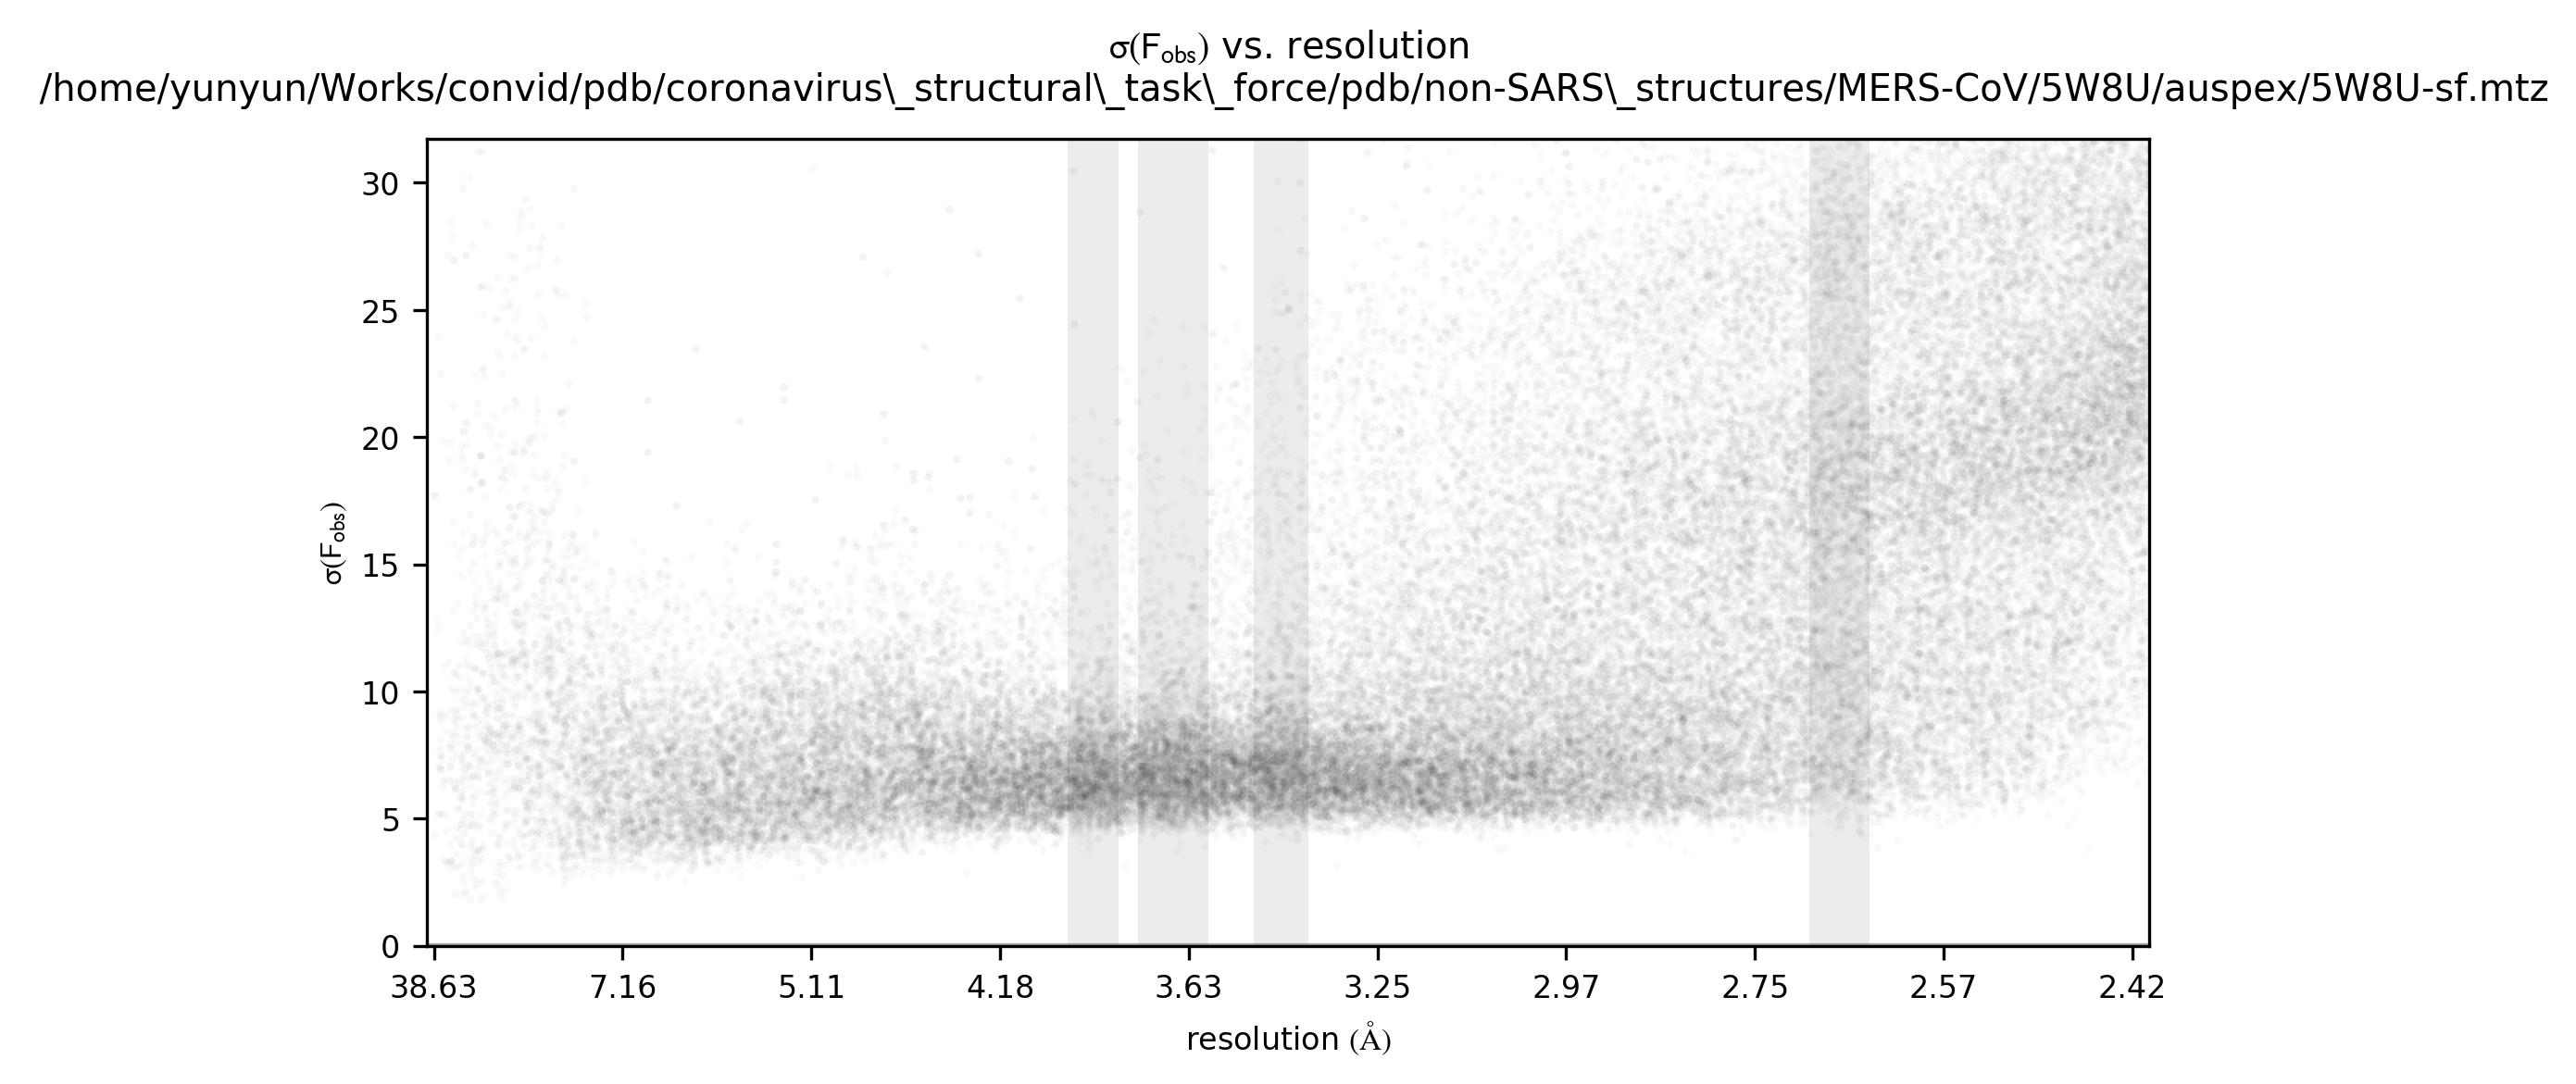 σ(Fobs) vs. resolution
/home/yunyun/Works/convid/pdb/coronavirus\_structural\_task\_force/pdb/non-SARS\_structures/MERS-CoV/5W8U/auspex/5W8U-sf.mtz
30
25
20
15
10
5
0
σ(Fobs)
38.63 7.16 5.11 4.18 3.63 3.25 2.97 2.75 2.57 2.42
resolution (Å)